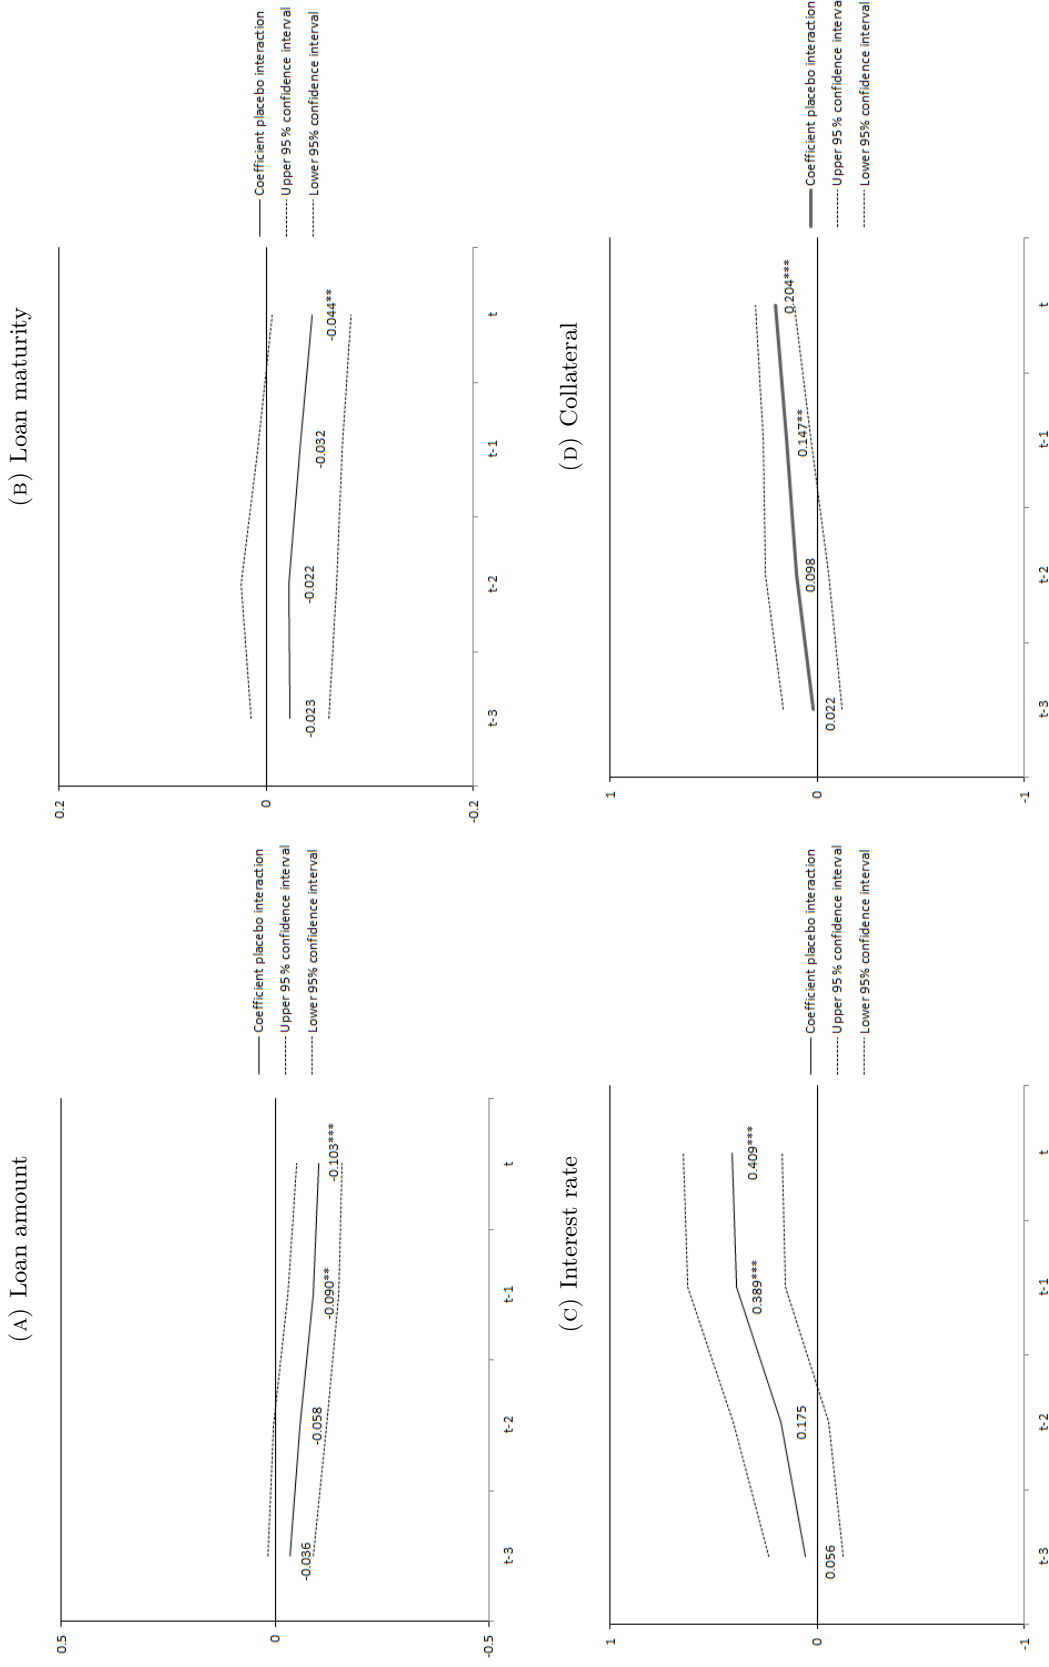 (A) Loan amount
0.5
0
-0.5
-0.036
-0.058
-0.090**
-0.103***
t-3
t-2
t-1
t
Coefficient placebo interaction
Upper 95% confidence interval
Lower 95% confidence interval
(B) Loan maturity
0.2
0
-0.2
-0.023
-0.022
-0.032
-0.044**
t-3
t-2
t-1
t
Coefficient placebo interaction
Upper 95% confidence interval
Lower 95% confidence interval
(C) Interest rate
1
0
-1
0.056
0.175
0.389***
0.409***
t-3
t-2
t-1
t
Coefficient placebo interaction
Upper 95% confidence interval
Lower 95% confidence interval
(D) Collateral
1
0
-1
0.022
0.098
0.147**
0.204***
t-3
t-2
t-1
t
Coefficient placebo interaction
Upper 95% confidence interval
Lower 95% confidence interval